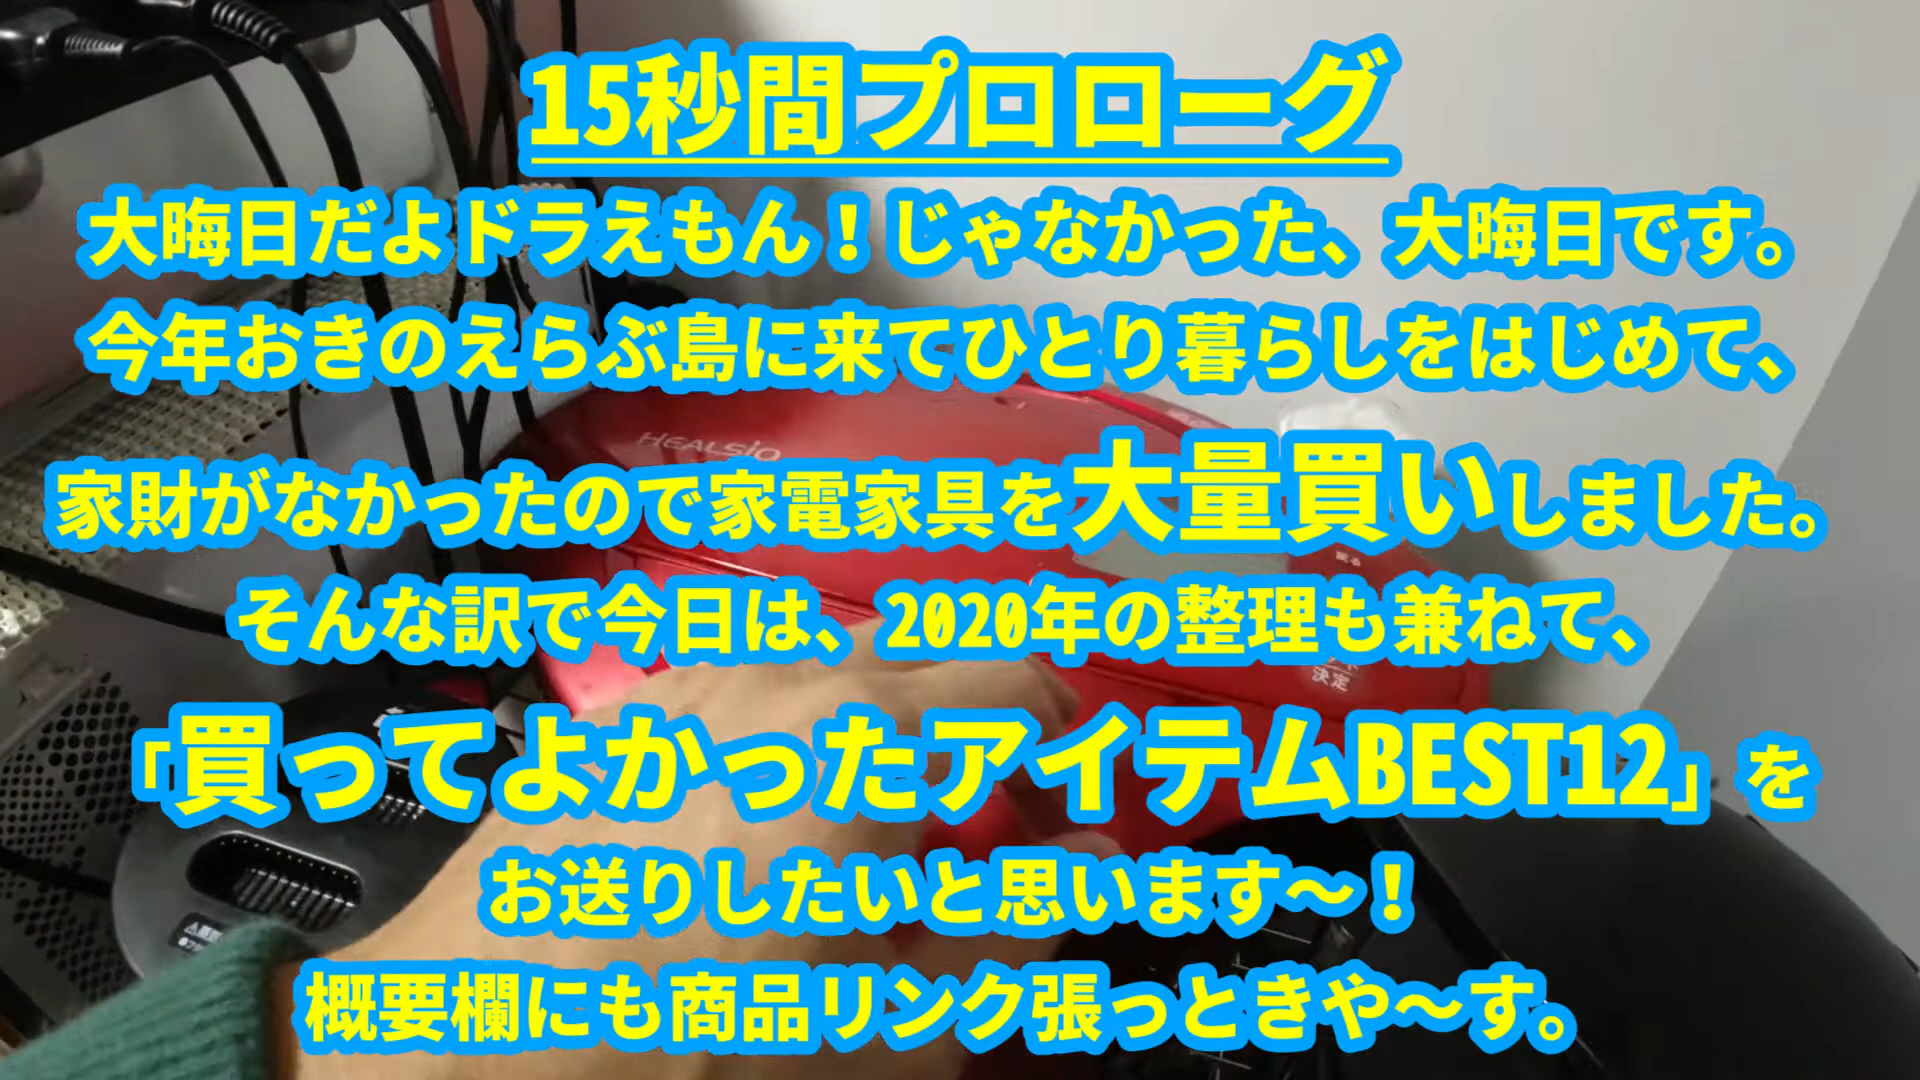 15秒間プロローグ
大晦日だよドラえもん！じゃなかった、大晦日です。
今年おきのえらぶ島に来てひとり暮らしをはじめて、
HEALSIO
家財がなかったので家電家具を大量買いしました。
そんな訳で今日は、2020年の整理も兼ねて、
決定
「買ってよかったアイテムBEST12」を
お送りしたいと思います～！
概要欄にも商品リンク張っときや～す。